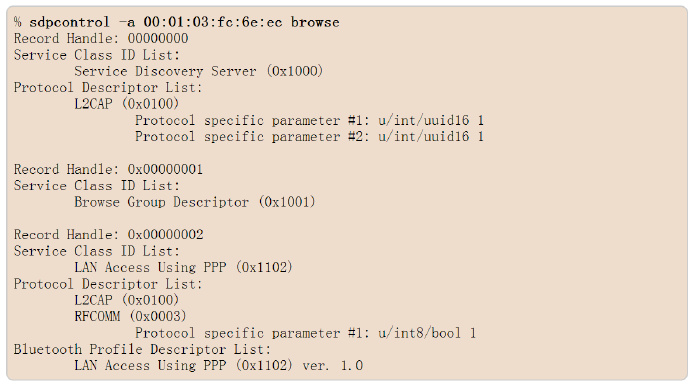 % sdpcontrol -a 00:01:03:fc:6e:ec browse
Record Handle: 00000000
Service Class ID List:
        Service Discovery Server (0x1000)
Protocol Descriptor List:
        L2CAP (0x0100)
                Protocol specific parameter #1: u/int/uuid16 1
                Protocol specific parameter #2: u/int/uuid16 1

Record Handle: 0x00000001
Service Class ID List:
        Browse Group Descriptor (0x1001)

Record Handle: 0x00000002
Service Class ID List:
        LAN Access Using PPP (0x1102)
Protocol Descriptor List:
        L2CAP (0x0100)
        RFCOMM (0x0003)
                Protocol specific parameter #1: u/int8/bool 1
Bluetooth Profile Descriptor List:
        LAN Access Using PPP (0x1102) ver. 1.0